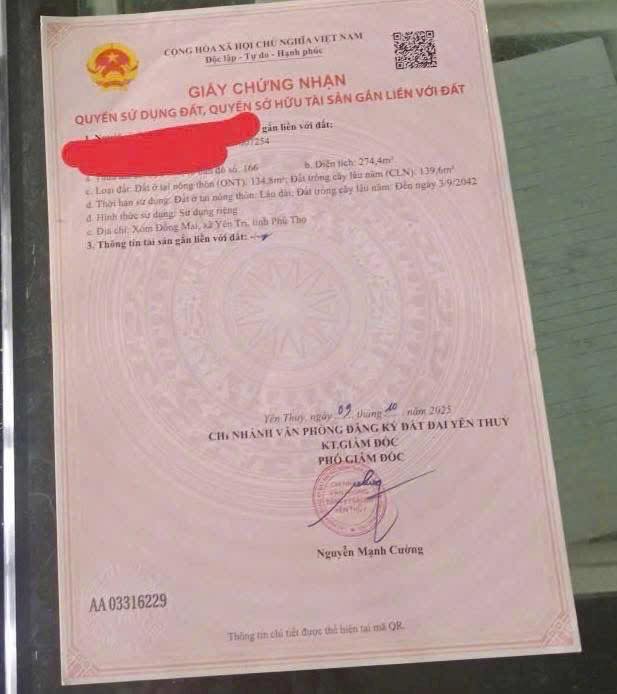 CỘNG HÒA XÃ HỘI CHỦ NGHĨA VIỆT NAM
Độc lập - Tự do - Hạnh phúc
GIẤY CHỨNG NHẬN
QUYỀN SỬ DỤNG ĐẤT, QUYỀN SỞ HỮU TÀI SẢN GẮN LIỀN VỚI ĐẤT
gắn liền với đất:
số: 166 b. Diện tích: 274,4m²
c. Loại đất: Đất ở tại nông thôn (ONT): 134,8m²; Đất trồng cây lâu năm (CLN): 139,6m²
d. Thời hạn sử dụng: Đất ở tại nông thôn: Lâu dài; Đất trồng cây lâu năm: Đến ngày 3/9/2042
đ. Hình thức sử dụng: Sử dụng riêng
e. Địa chỉ: Xóm Đồng Mai, xã Yên Trị, tỉnh Phú Thọ
3. Thông tin tài sản gắn liền với đất:
Yên Thuỷ, ngày 09 tháng 10 năm 2025
CHI NHÁNH VĂN PHÒNG ĐĂNG KÝ ĐẤT ĐAI YÊN THUỶ
KT.GIÁM ĐỐC
PHÓ GIÁM ĐỐC
Nguyễn Mạnh Cường
AA 03316229
Thông tin chi tiết được thể hiện tại mã QR.